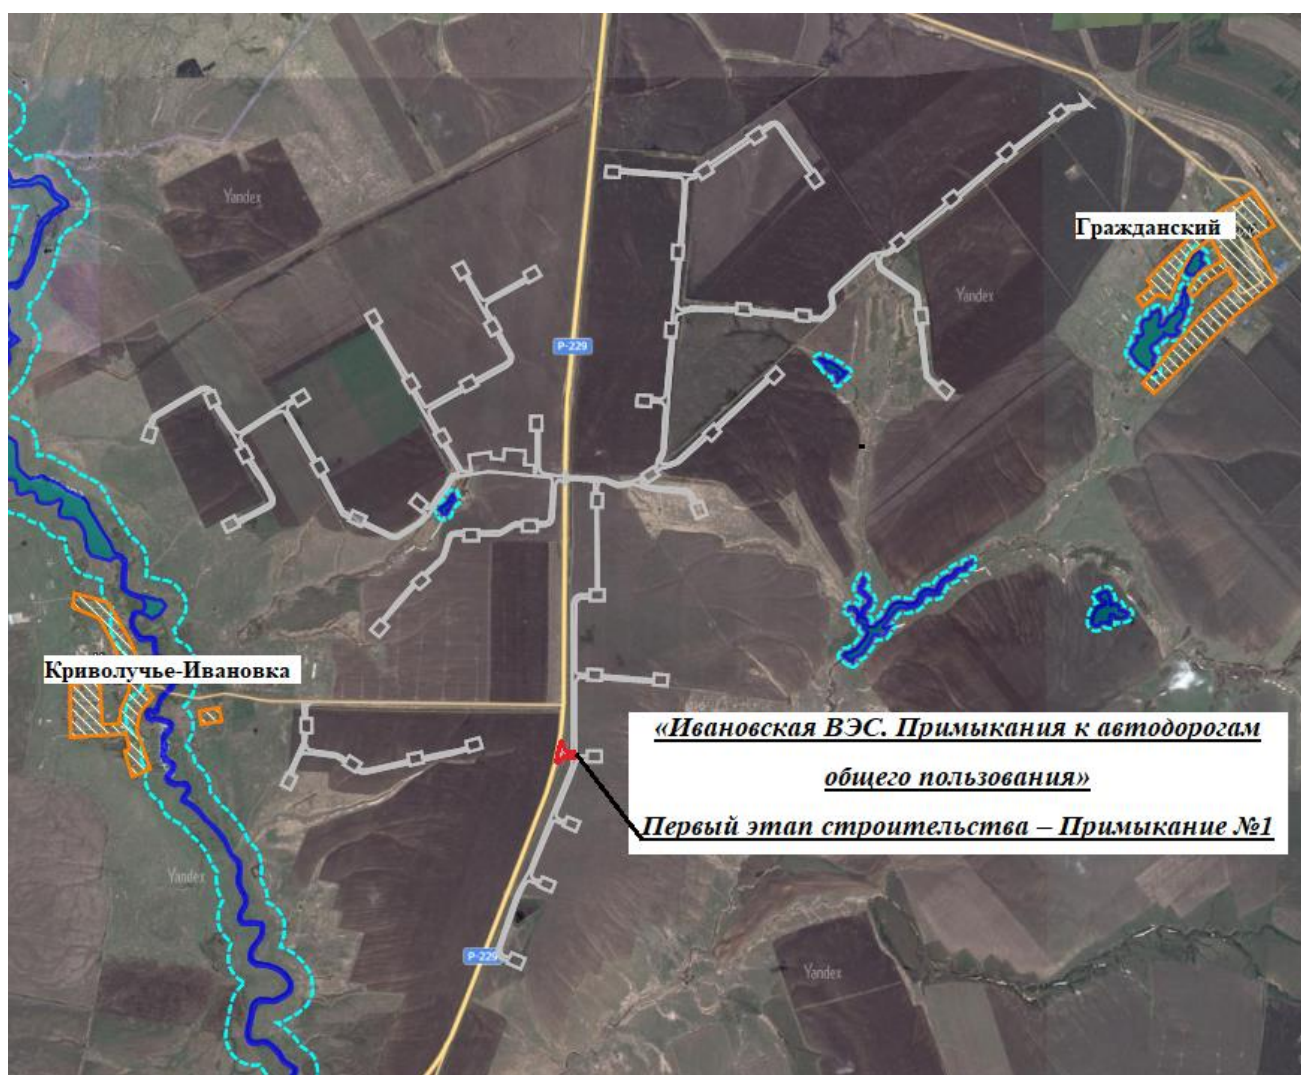 Yandex
Гражданский
Yandex
Р-229
Криволучье-Ивановка
«Ивановская ВЭС. Примыкания к автодорогам
общего пользования»
Первый этап строительства – Примыкание №1
Yandex
Р-229
Yandex